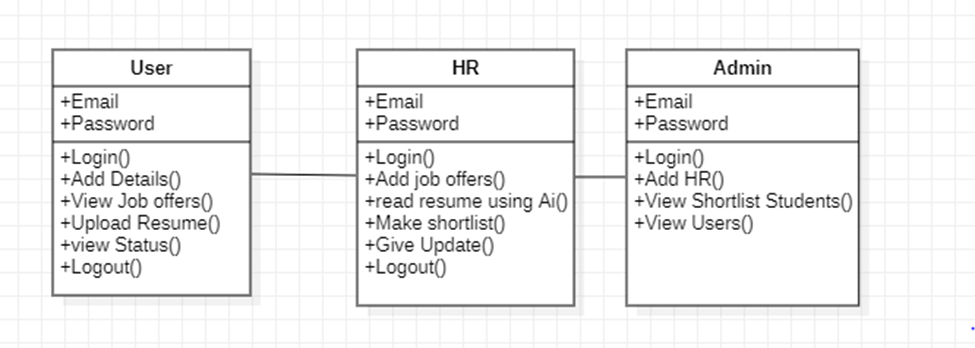 User
+Email
+Password
+Login()
+Add Details()
+View Job offers()
+Upload Resume()
+view Status()
+Logout()
HR
+Email
+Password
+Login()
+Add job offers()
+read resume using Ai()
+Make shortlist()
+Give Update()
+Logout()
Admin
+Email
+Password
+Login()
+Add HR()
+View Shortlist Students()
+View Users()